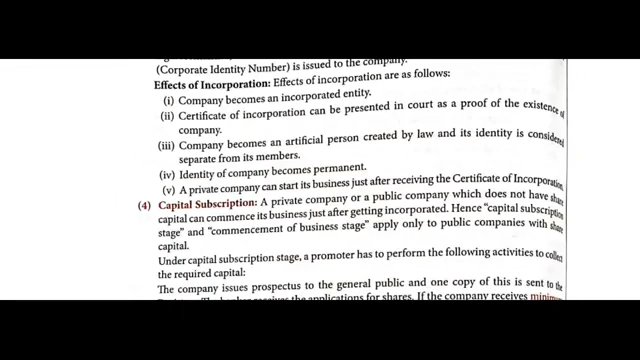 (Corporate Identity Number) is issued to the company.
Effects of Incorporation: Effects of incorporation are as follows:
(i) Company becomes an incorporated entity.
(ii) Certificate of incorporation can be presented in court as a proof of the existence of
company.
(iii) Company becomes an artificial person created by law and its identity is considered
separate from its members.
(iv) Identity of company becomes permanent.
(v) A private company can start its business just after receiving the Certificate of Incorporation.
(4) Capital Subscription: A private company or a public company which does not have share
capital can commence its business just after getting incorporated. Hence "capital subscription
stage" and "commencement of business stage" apply only to public companies with share
capital.
Under capital subscription stage, a promoter has to perform the following activities to collect
the required capital:
The company issues prospectus to the general public and one copy of this is sent to the
receives the applications for shares. If the company receives minimum